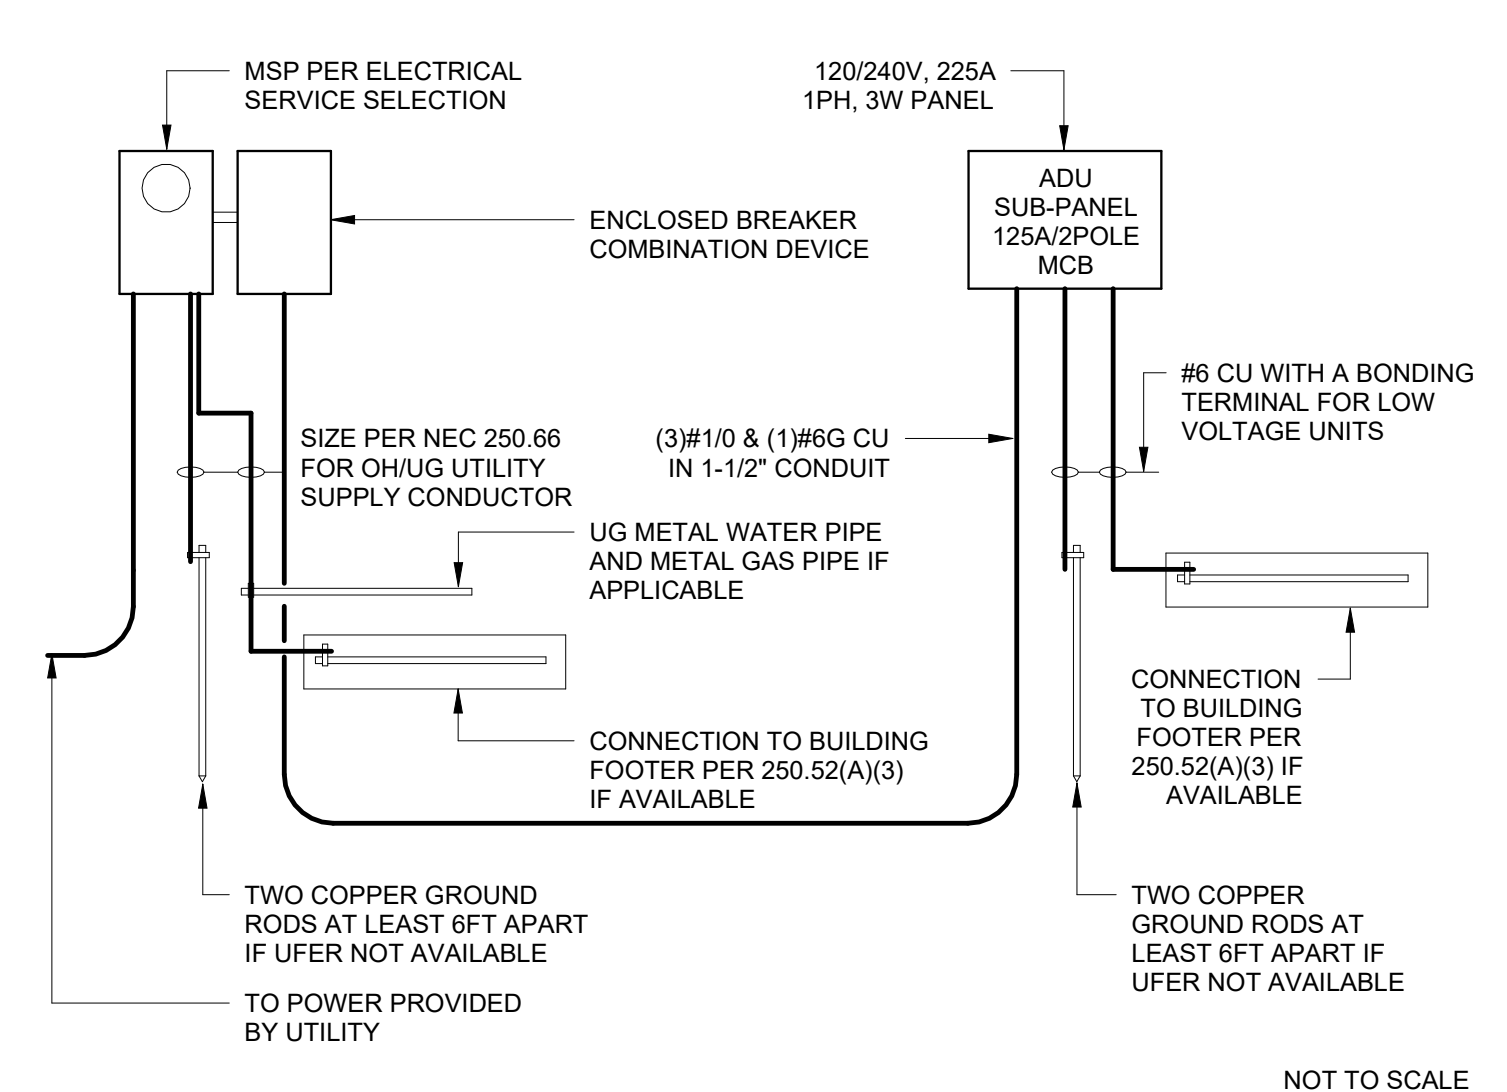 MSP PER ELECTRICAL
SERVICE SELECTION
120/240V, 225A
1PH, 3W PANEL
ADU
SUB-PANEL
125A/2POLE
MCB
ENCLOSED BREAKER
COMBINATION DEVICE
#6 CU WITH A BONDING
TERMINAL FOR LOW
VOLTAGE UNITS
SIZE PER NEC 250.66
FOR OH/UG UTILITY
SUPPLY CONDUCTOR
(3)#1/0 & (1)#6G CU
IN 1-1/2" CONDUIT
UG METAL WATER PIPE
AND METAL GAS PIPE IF
APPLICABLE
CONNECTION TO BUILDING
FOOTER PER 250.52(A)(3)
IF AVAILABLE
CONNECTION
TO BUILDING
FOOTER PER
250.52(A)(3) IF
AVAILABLE
TWO COPPER GROUND
RODS AT LEAST 6FT APART
IF UFER NOT AVAILABLE
TWO COPPER
GROUND RODS AT
LEAST 6FT APART IF
UFER NOT AVAILABLE
TO POWER PROVIDED
BY UTILITY
NOT TO SCALE